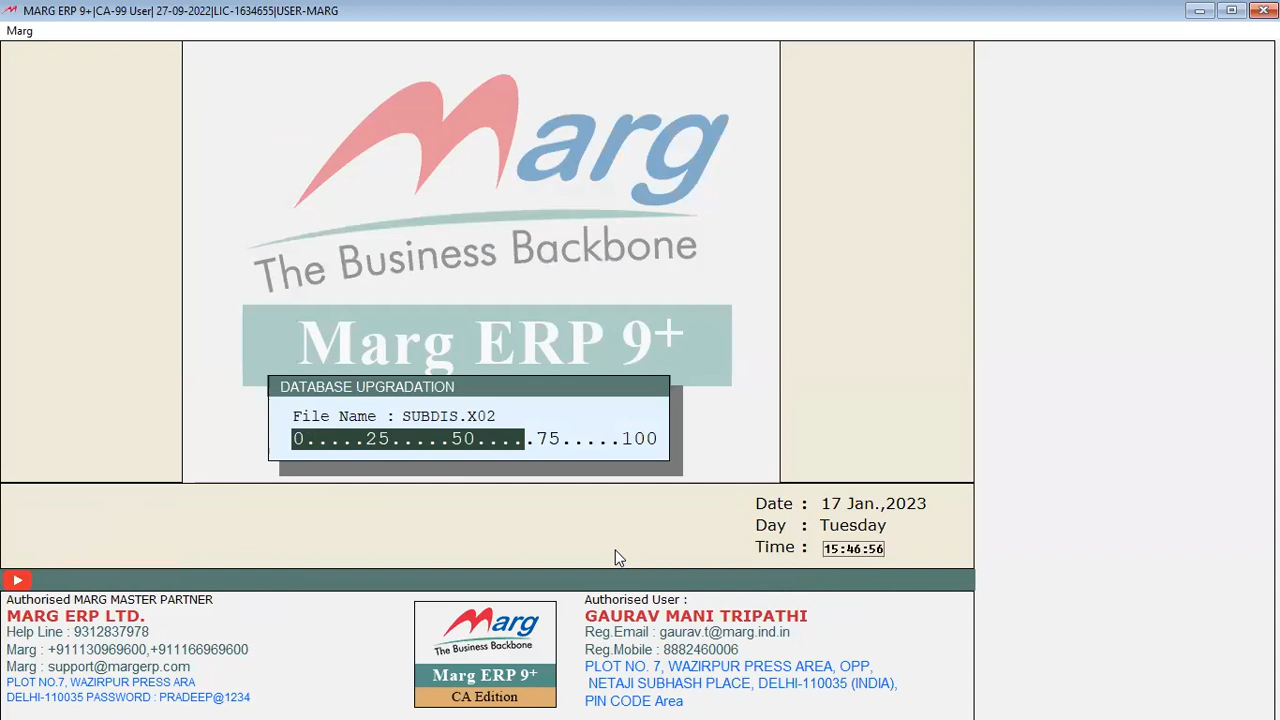 MARG ERP 9+|CA-99 User| 27-09-2022|LIC-1634655|USER-MARG
Marg
marg
The Business Backbone
Marg ERP 9+
DATABASE UPGRADATION
File Name : SUBDIS.X02
0.....25.....50.....75.....100
Date : 17 Jan.,2023
Day : Tuesday
Time : 15:46:56
Authorised MARG MASTER PARTNER
MARG ERP LTD.
Help Line : 9312837978
Marg : +911130969600,+911166969600
Marg : support@margerp.com
PLOT NO.7, WAZIRPUR PRESS ARA
DELHI-110035 PASSWORD : PRADEEP@1234
marg
The Business Backbone
Marg ERP 9+
CA Edition
Authorised User :
GAURAV MANI TRIPATHI
Reg.Email : gaurav.t@marg.ind.in
Reg.Mobile : 8882460006
PLOT NO. 7, WAZIRPUR PRESS AREA, OPP,
NETAJI SUBHASH PLACE, DELHI-110035 (INDIA),
PIN CODE Area